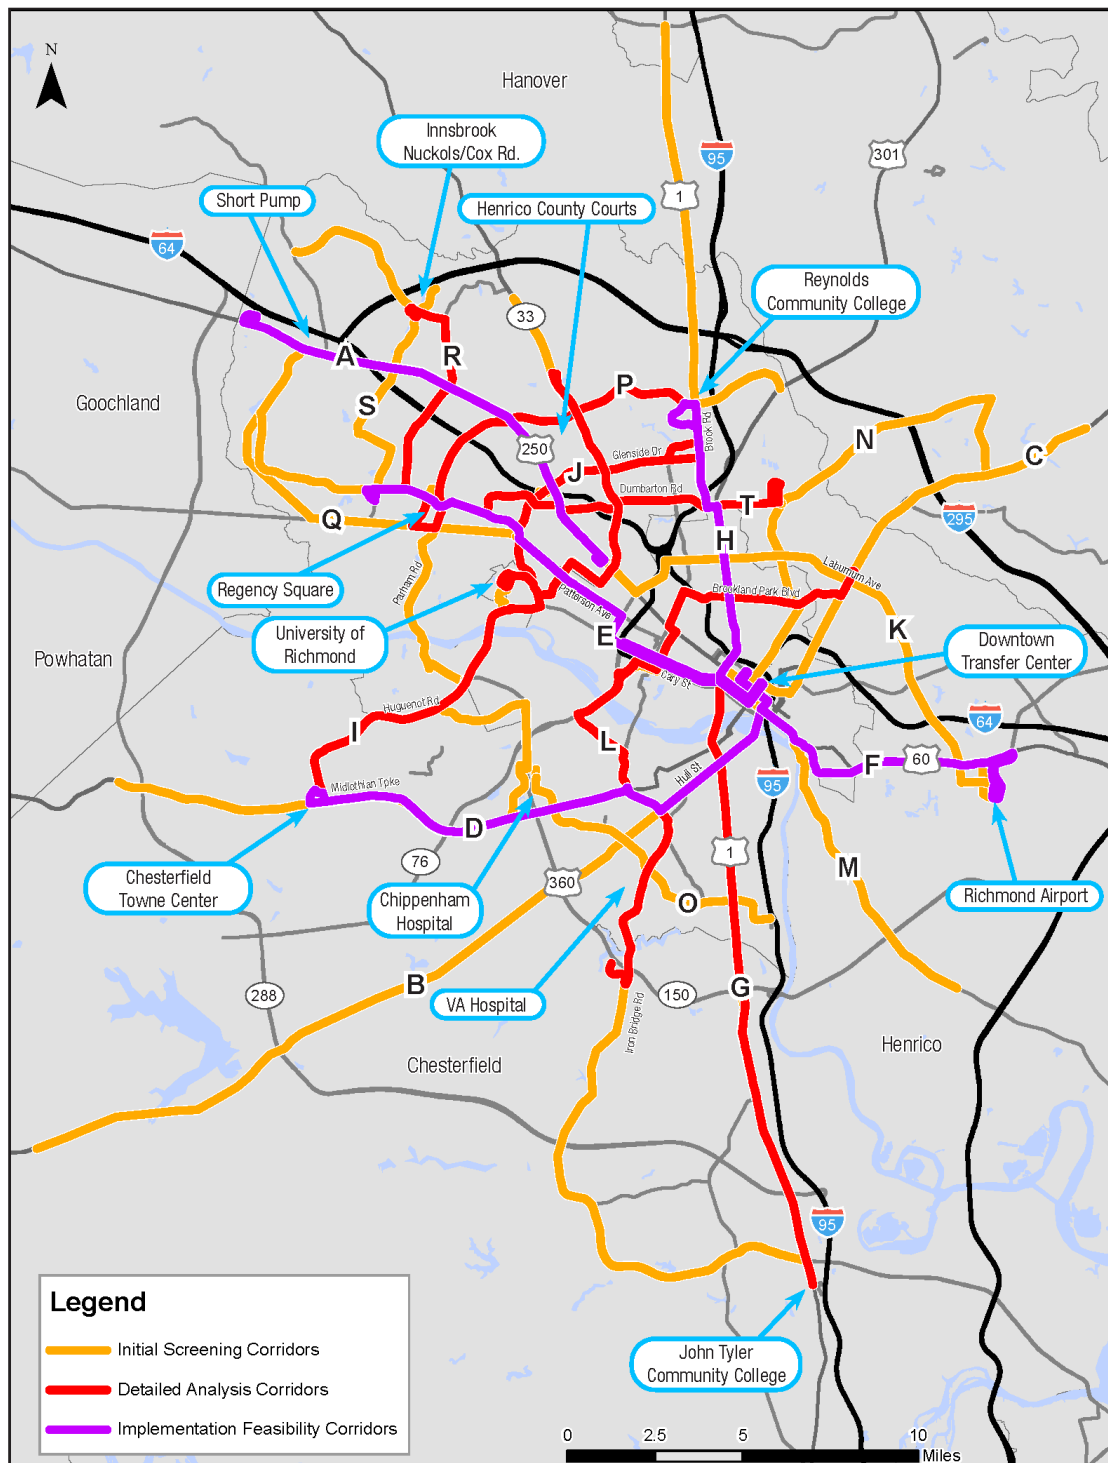 N
Hanover
Innsbrook
Nuckols/Cox Rd.
95
301
Short Pump
1
Henrico County Courts
64
Reynolds
Community College
33
A
R
P
Goochland
S
Brook Rd
N
250
Glenside Dr
C
J
Dumbarton Rd
T
Q
295
H
Parham Rd
Laburnum Ave
Regency Square
Patterson Ave
Brookland Park Blvd
University of
Richmond
E
K
Downtown
Transfer Center
Powhatan
Cary St
Huguenot Rd
64
I
L
F
60
Midlothian Tpke
Hull St
95
D
76
1
M
Chesterfield
Towne Center
360
Chippenham
Hospital
O
Richmond Airport
B
G
288
VA Hospital
150
Iron Bridge Rd
Henrico
Chesterfield
95
Legend
Initial Screening Corridors
Detailed Analysis Corridors
Implementation Feasibility Corridors
John Tyler
Community College
0 2.5 5 10
Miles